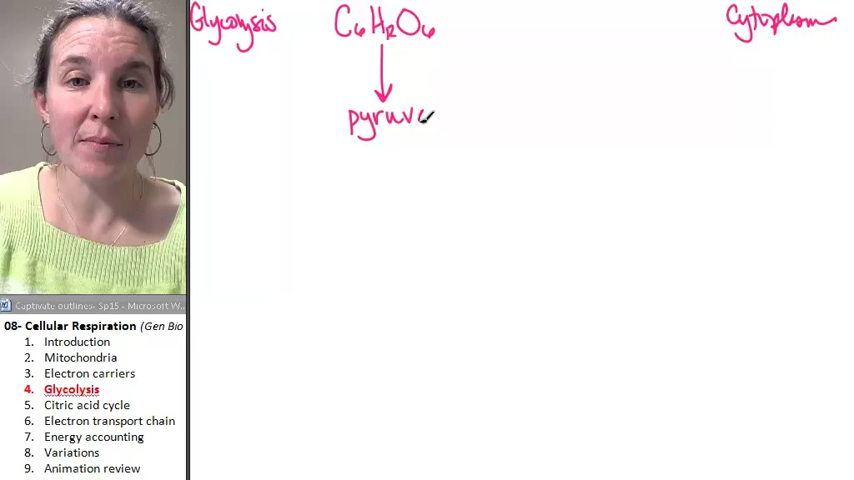 Glycolysis C6H12O6 Cytoplasm
pyruva
Captivate outlines- Sp15 - Microsoft W.
08- Cellular Respiration (Gen Bio
1. Introduction
2. Mitochondria
3. Electron carriers
4. Glycolysis
5. Citric acid cycle
6. Electron transport chain
7. Energy accounting
8. Variations
9. Animation review